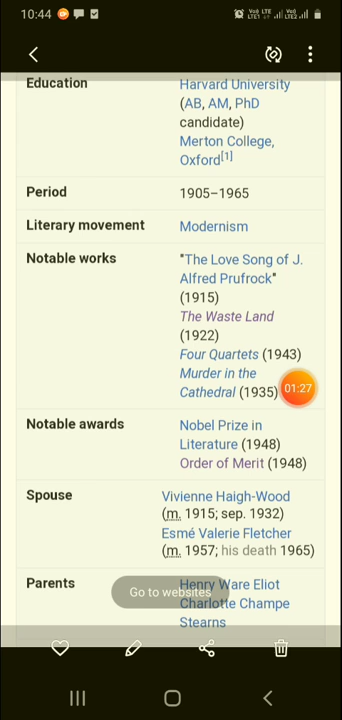 10:44
Education
Harvard University
(AB, AM, PhD
candidate)
Merton College,
Oxford[1]
Period
1905–1965
Literary movement
Modernism
Notable works
"The Love Song of J.
Alfred Prufrock"
(1915)
The Waste Land
(1922)
Four Quartets (1943)
Murder in the
Cathedral (1935)
01:27
Notable awards
Nobel Prize in
Literature (1948)
Order of Merit (1948)
Spouse
Vivienne Haigh-Wood
(m. 1915; sep. 1932)
Esmé Valerie Fletcher
(m. 1957; his death 1965)
Parents
Henry Ware Eliot
Go to websites
Charlotte Champe
Stearns